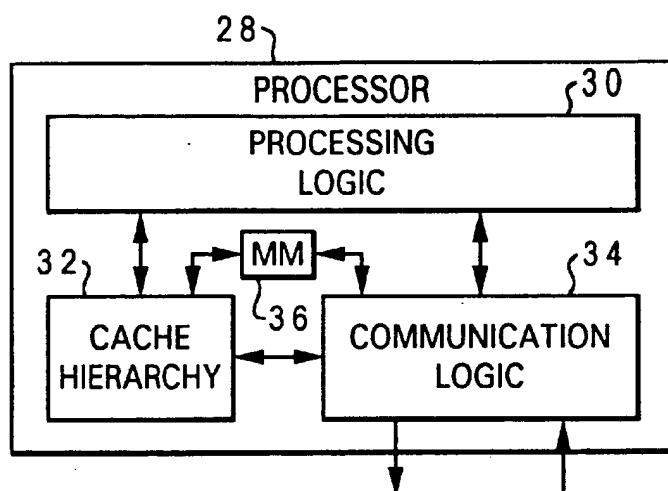 28
PROCESSOR
30
PROCESSING
LOGIC
32
MM
36
34
CACHE
HIERARCHY
COMMUNICATION
LOGIC